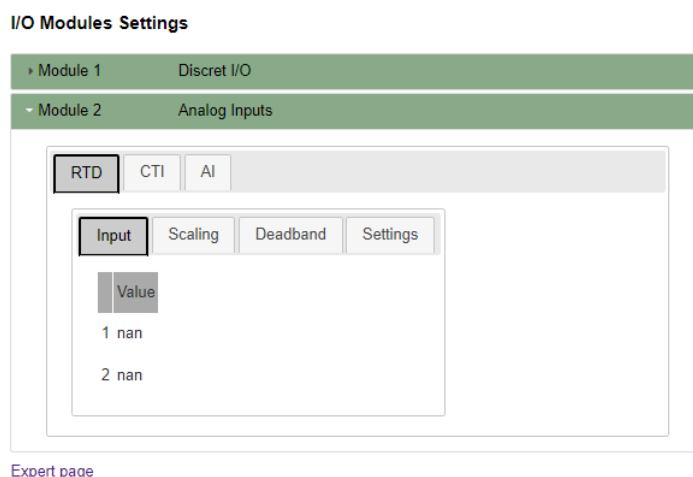 I/O Modules Settings
Module 1 Discret I/O
Module 2 Analog Inputs
RTD CTI AI
Input Scaling Deadband Settings
Value
1 nan
2 nan
Expert page